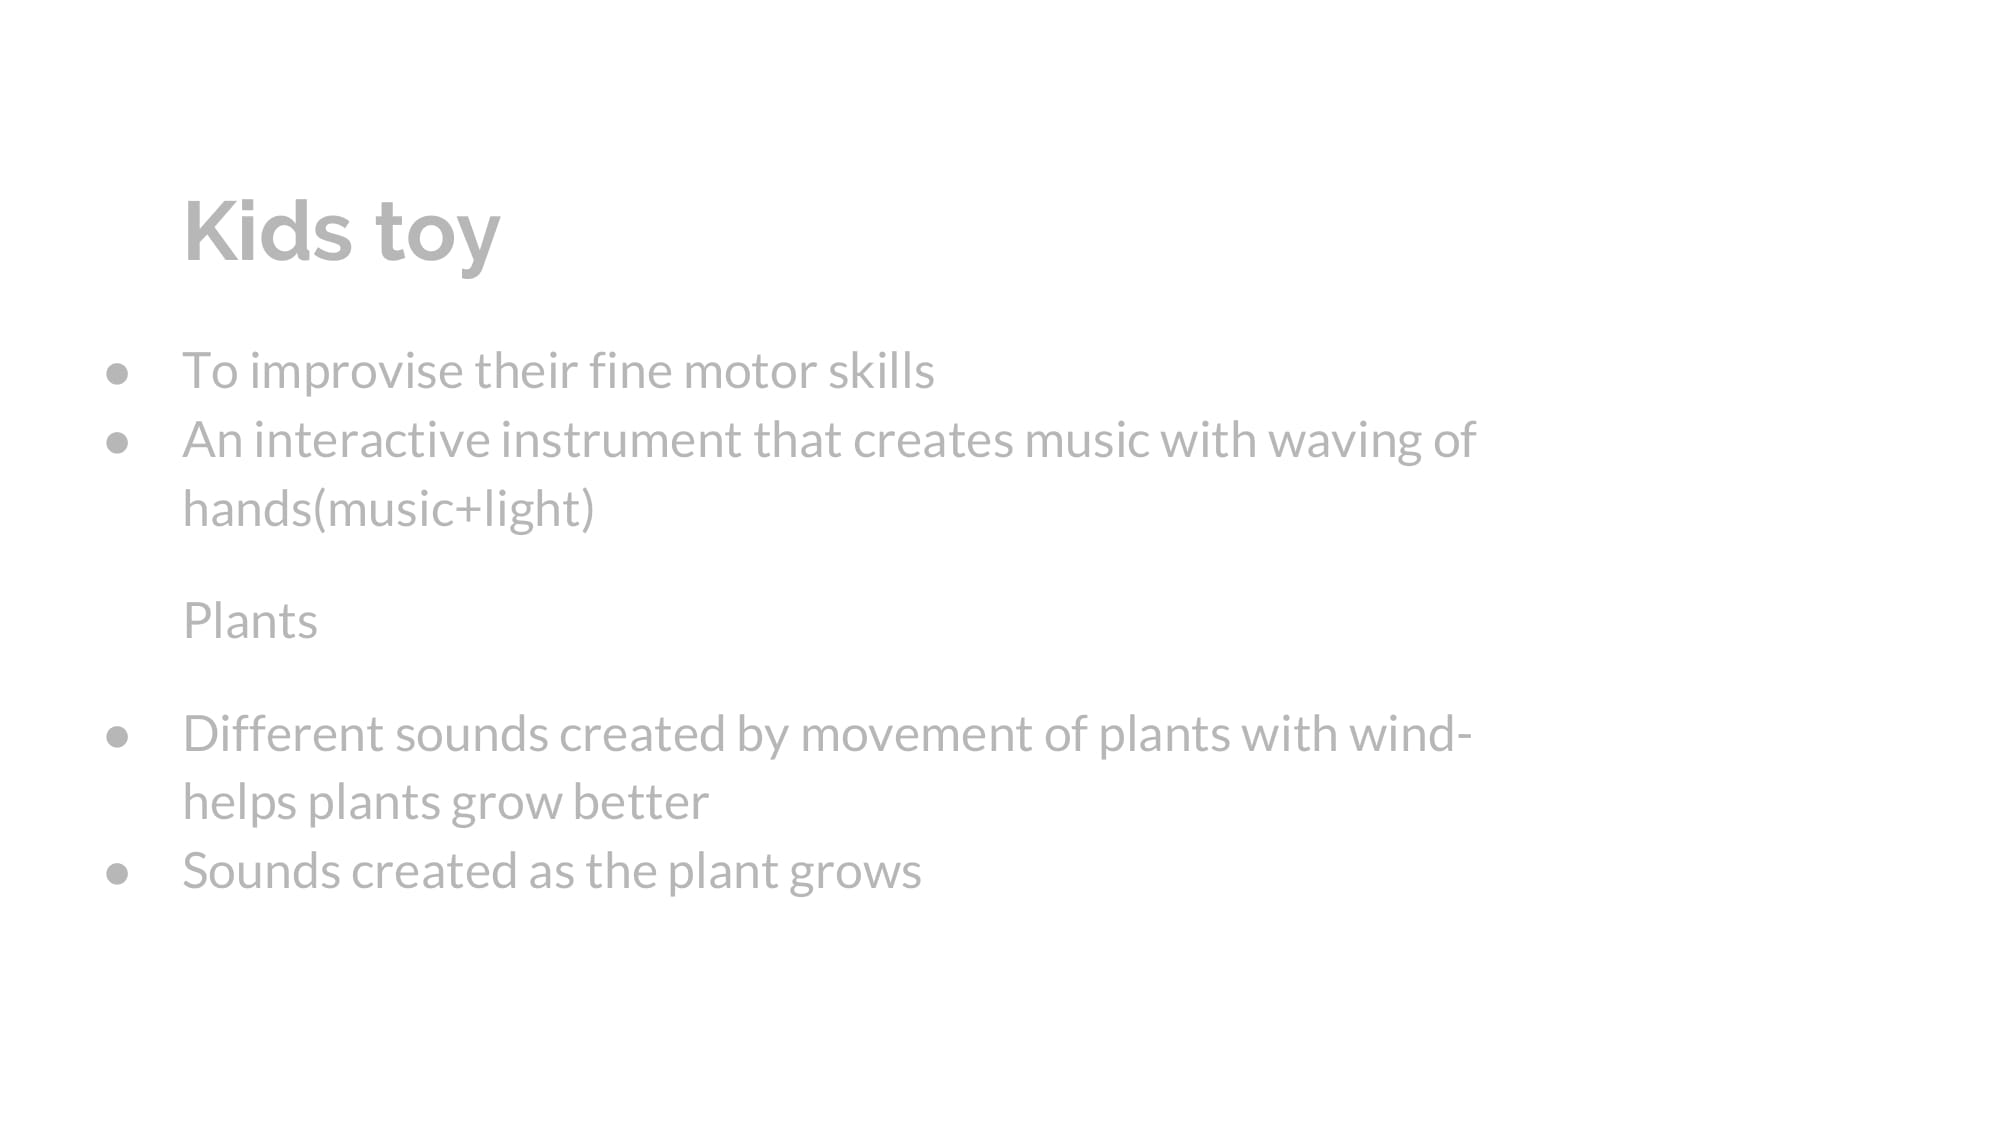 Kids toy
● To improvise their fine motor skills
● An interactive instrument that creates music with waving of
hands(music+light)
Plants
● Different sounds created by movement of plants with wind-
helps plants grow better
● Sounds created as the plant grows